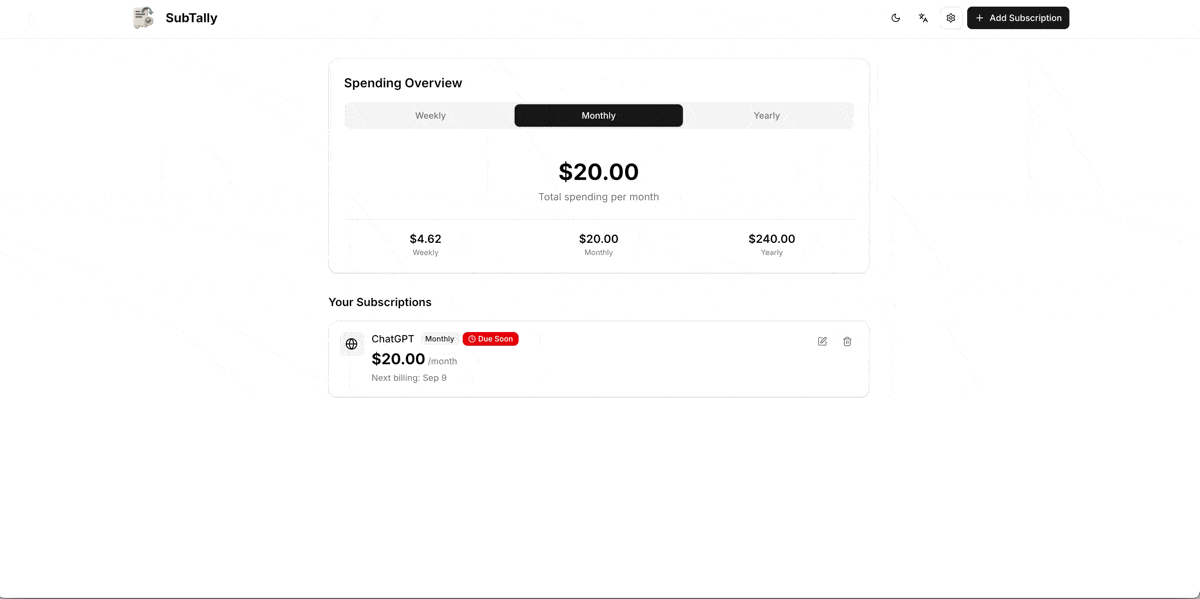 SubTally
+ Add Subscription
Spending Overview
Weekly Monthly Yearly
$20.00
Total spending per month
$4.62 $20.00 $240.00
Weekly Monthly Yearly
Your Subscriptions
ChatGPT Monthly Due Soon
$20.00 /month
Next billing: Sep 9